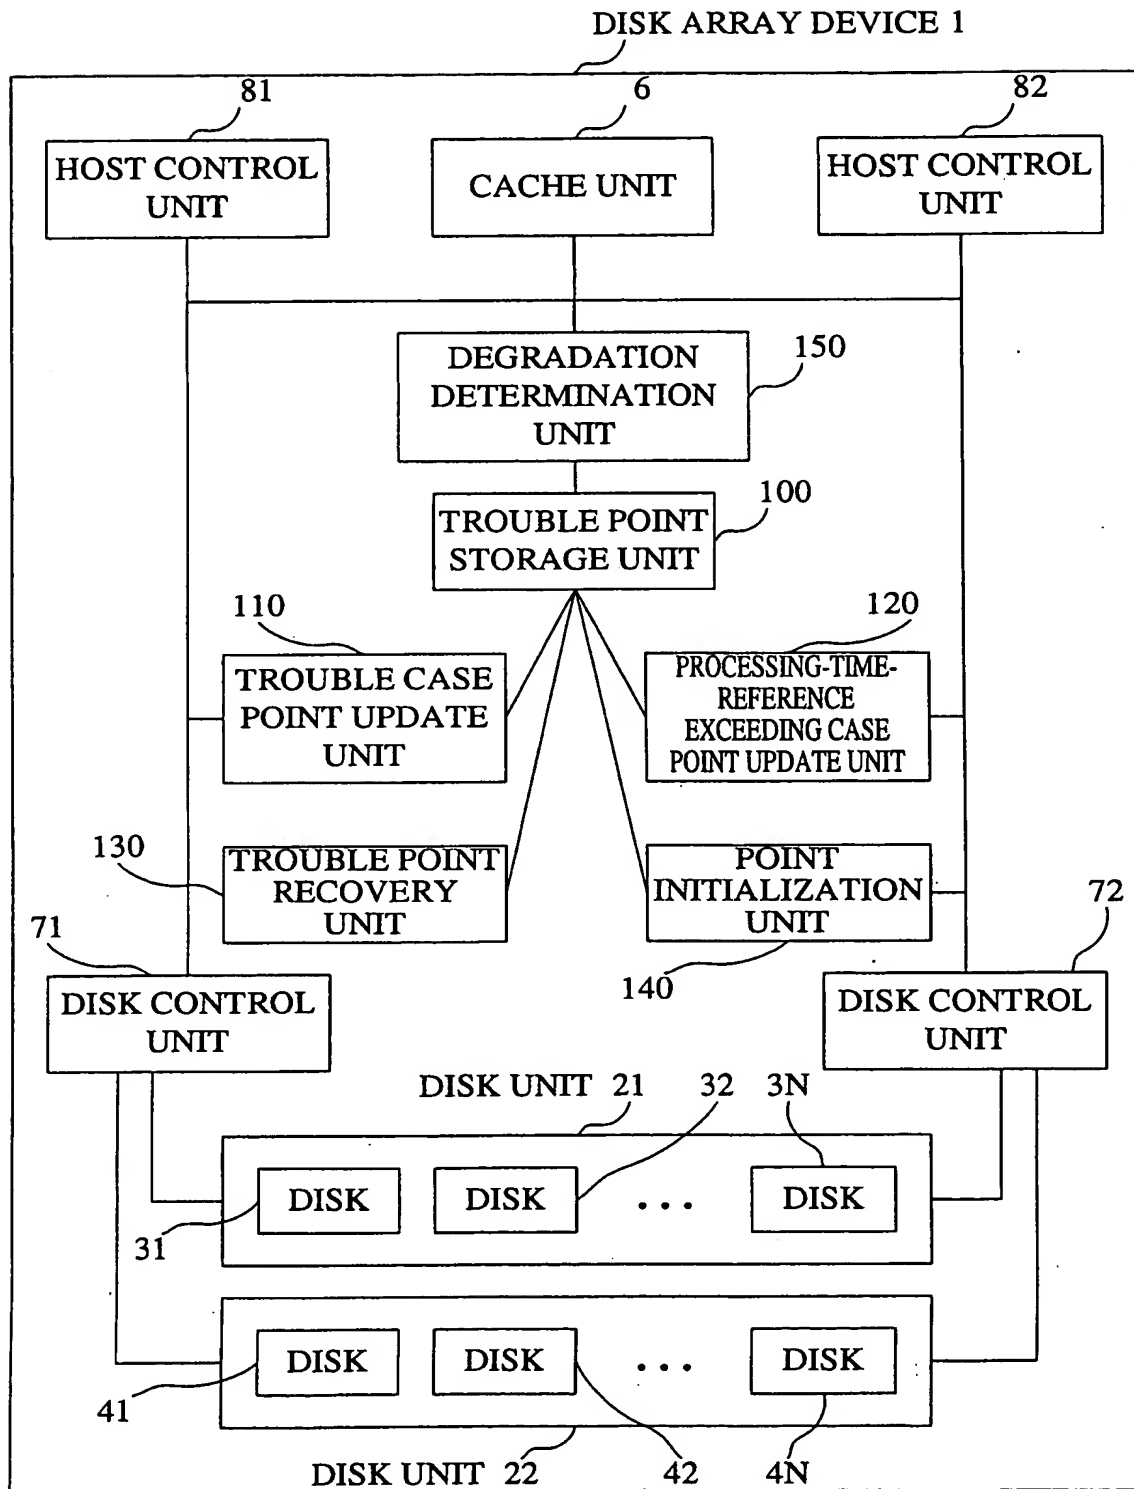 DISK ARRAY DEVICE 1
81
6
82
HOST CONTROL
UNIT
CACHE UNIT
HOST CONTROL
UNIT
DEGRADATION
DETERMINATION
UNIT
150
TROUBLE POINT
STORAGE UNIT
100
110
120
TROUBLE CASE
POINT UPDATE
UNIT
PROCESSING-TIME-
REFERENCE
EXCEEDING CASE
POINT UPDATE UNIT
130
TROUBLE POINT
RECOVERY
UNIT
POINT
INITIALIZATION
UNIT
71
72
140
DISK CONTROL
UNIT
DISK CONTROL
UNIT
DISK UNIT 21
32
3N
DISK
DISK
...
DISK
31
DISK
DISK
...
DISK
41
DISK UNIT 22
42
4N